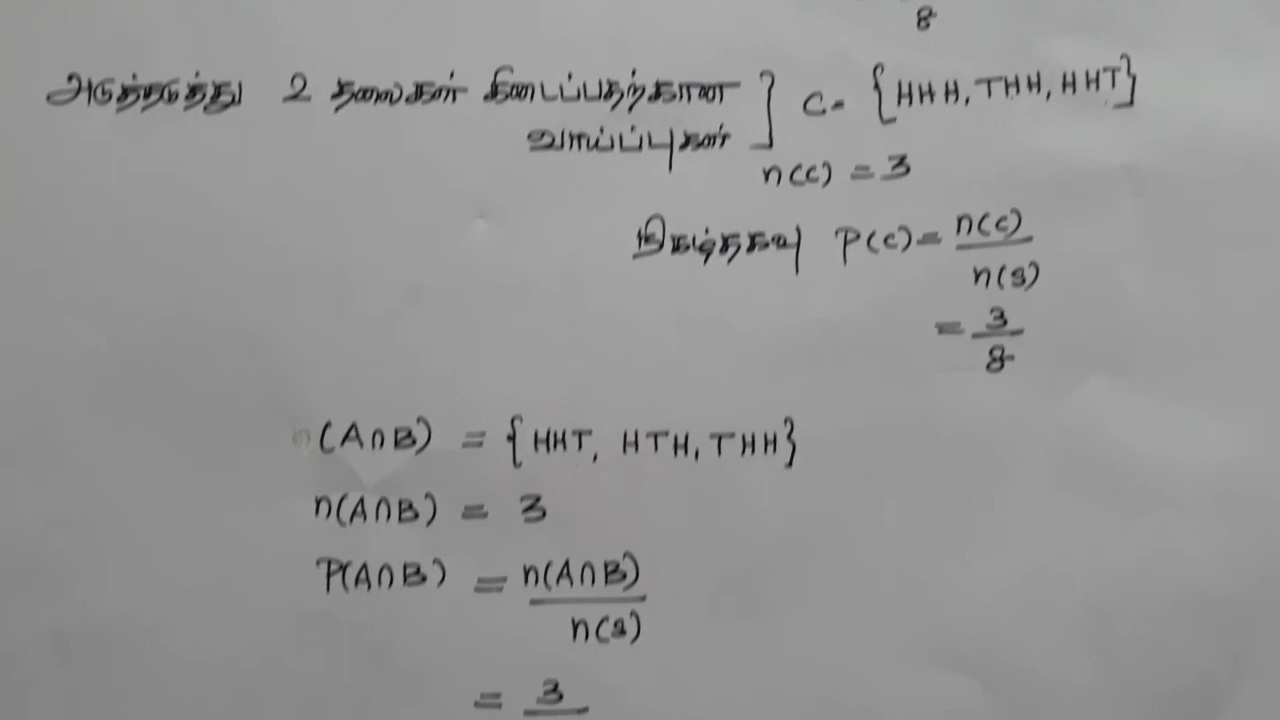 8
அடுத்தடுத்து 2 தலைகள் கிடைப்பதற்கான } C = {HHH, THH, HHT}
வாய்ப்புகள்
n(c) = 3
நிகழ்தகவு P(c) = n(c)
n(s)
= 3
8
(A∩B) = {HHT, HTH, THH}
n(A∩B) = 3
P(A∩B) = n(A∩B)
n(s)
= 3